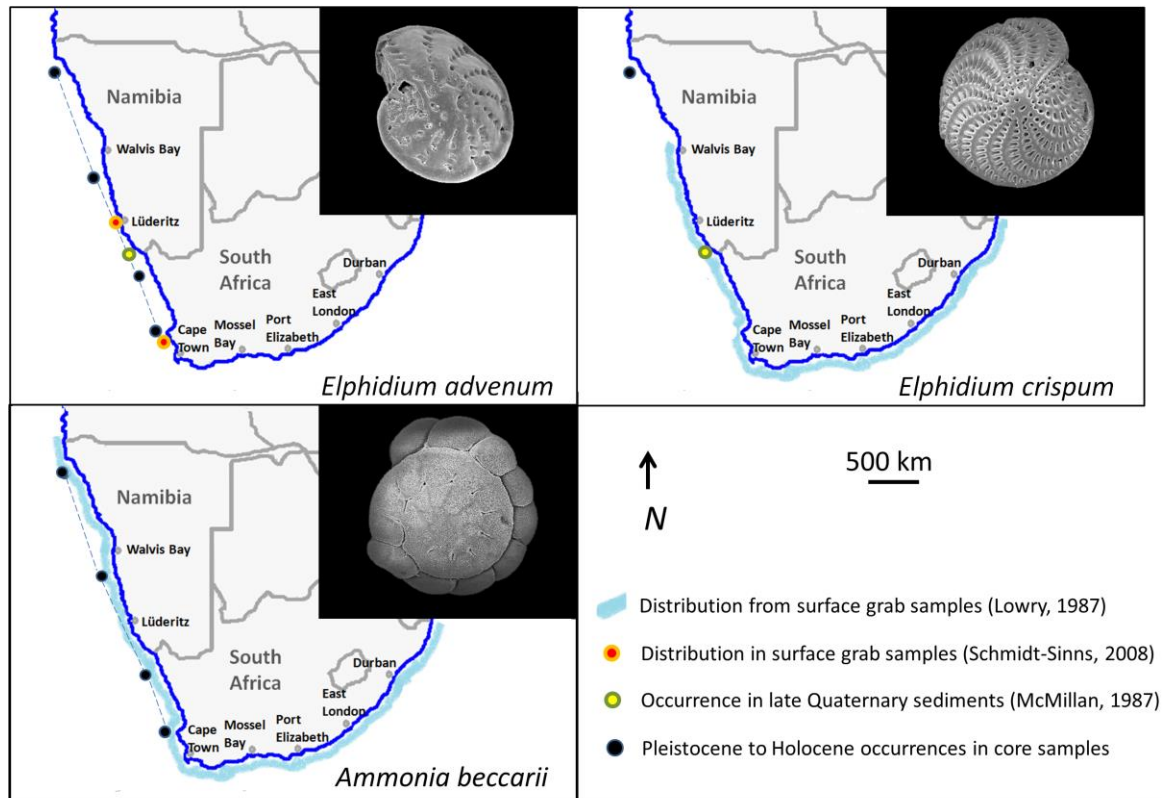 Namibia
Walvis Bay
Lüderitz
South
Africa
Durban
East
London
Cape
Town
Mossel
Bay
Port
Elizabeth
Elphidium advenum
Namibia
Walvis Bay
Lüderitz
South
Africa
Durban
East
London
Cape
Town
Mossel
Bay
Port
Elizabeth
Elphidium crispum
Namibia
Walvis Bay
Lüderitz
South
Africa
Durban
East
London
Cape
Town
Mossel
Bay
Port
Elizabeth
Ammonia beccarii
N
500 km
Distribution from surface grab samples (Lowry, 1987)
Distribution in surface grab samples (Schmidt-Sinns, 2008)
Occurrence in late Quaternary sediments (McMillan, 1987)
Pleistocene to Holocene occurrences in core samples